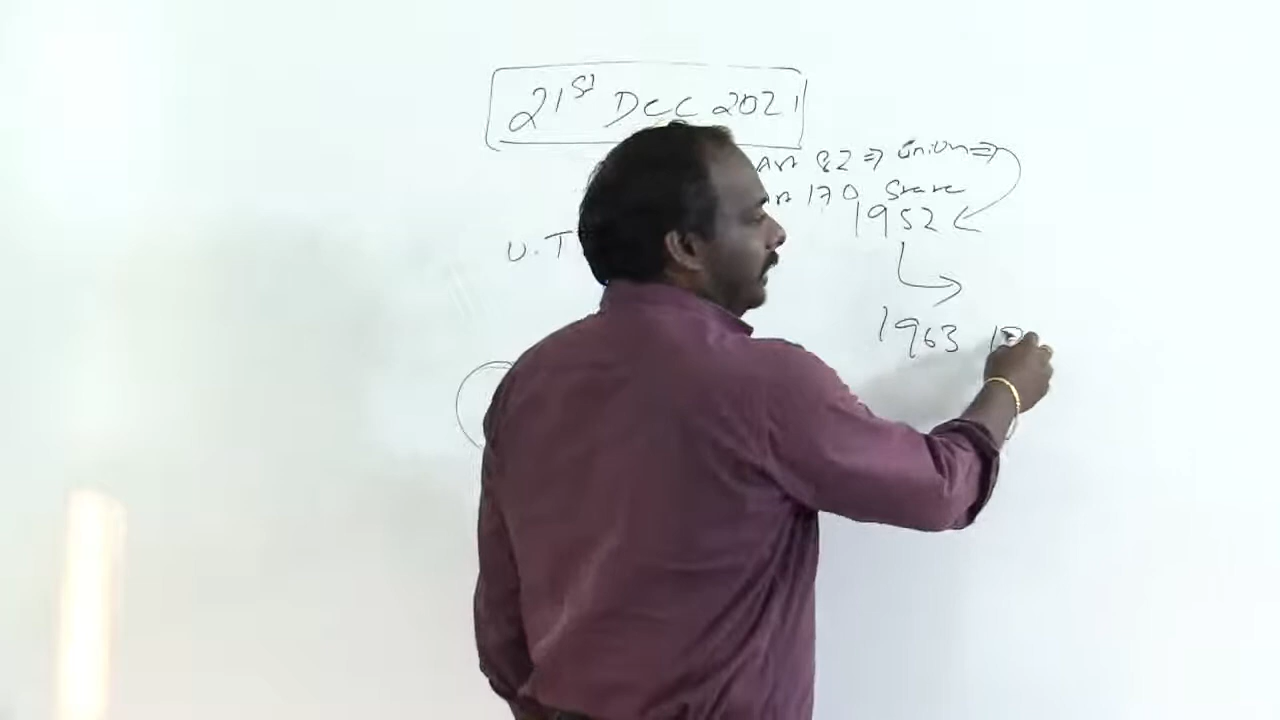 21st Dec 2021
Art 82 ⇒ Union ⇒
Art 170 State
1952
U.T
1963 19